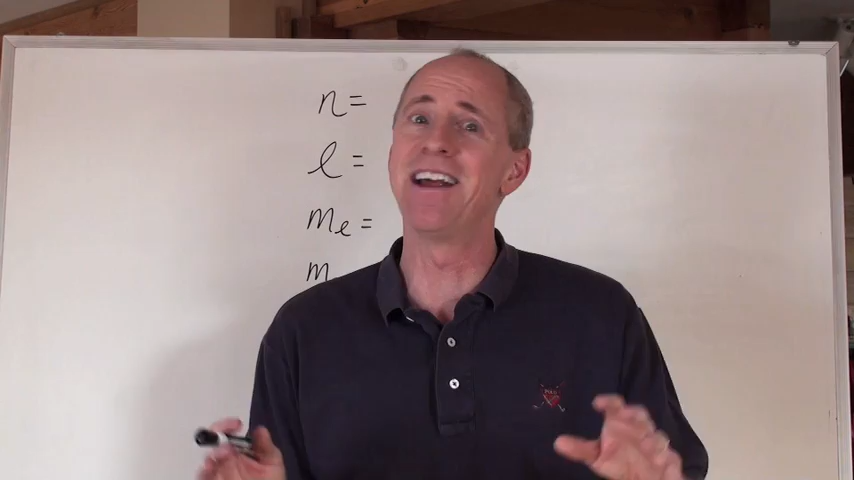 n =
l =
mₗ =
m